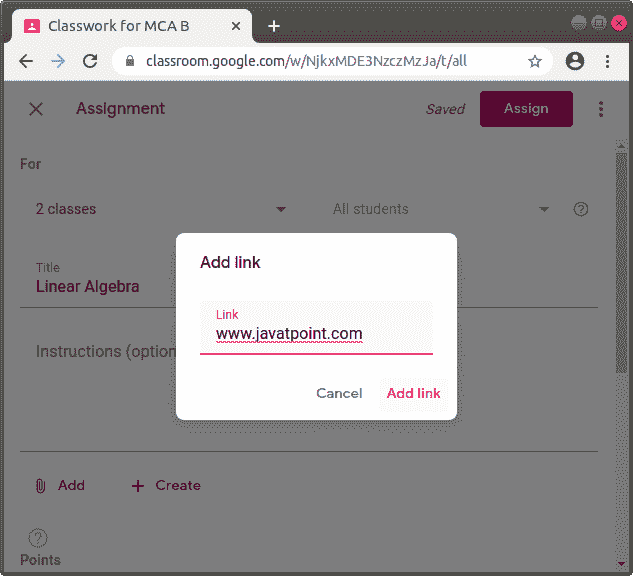 Classwork for MCA B
classroom.google.com/w/NjkxMDE3NzczMzJa/t/all
Assignment
Saved
Assign
For
2 classes
All students
Title
Linear Algebra
Instructions (option
Add link
Link
www.javatpoint.com
Cancel
Add link
Add
Create
Points